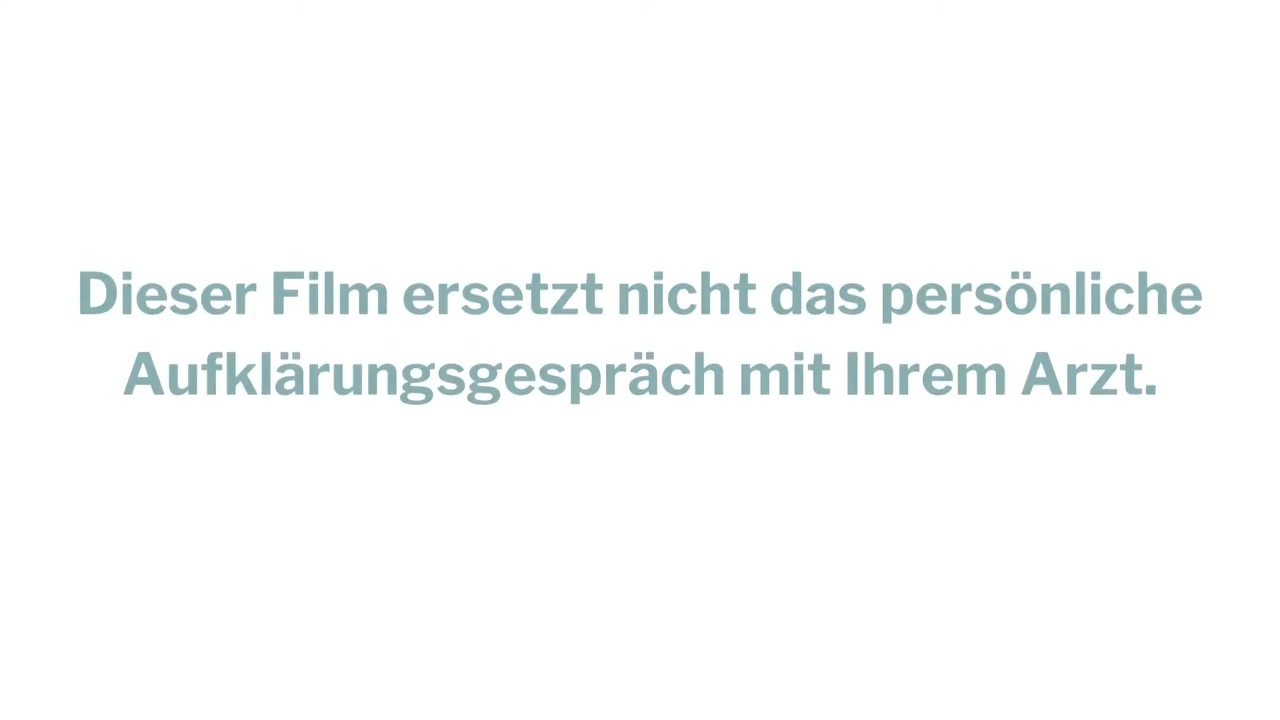 Dieser Film ersetzt nicht das persönliche
Aufklärungsgespräch mit Ihrem Arzt.